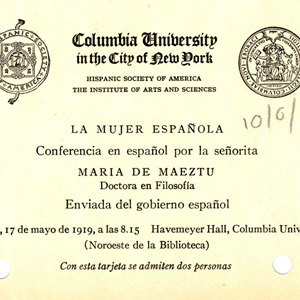 Columbia University
in the City of New York
HISPANIC SOCIETY OF AMERICA
THE INSTITUTE OF ARTS AND SCIENCES
10/6/
LA MUJER ESPAÑOLA
Conferencia en español por la señorita
MARIA DE MAEZTU
Doctora en Filosofía
Enviada del gobierno español
, 17 de mayo de 1919, a las 8.15 Havemeyer Hall, Columbia Univ
(Noroeste de la Biblioteca)
Con esta tarjeta se admiten dos personas